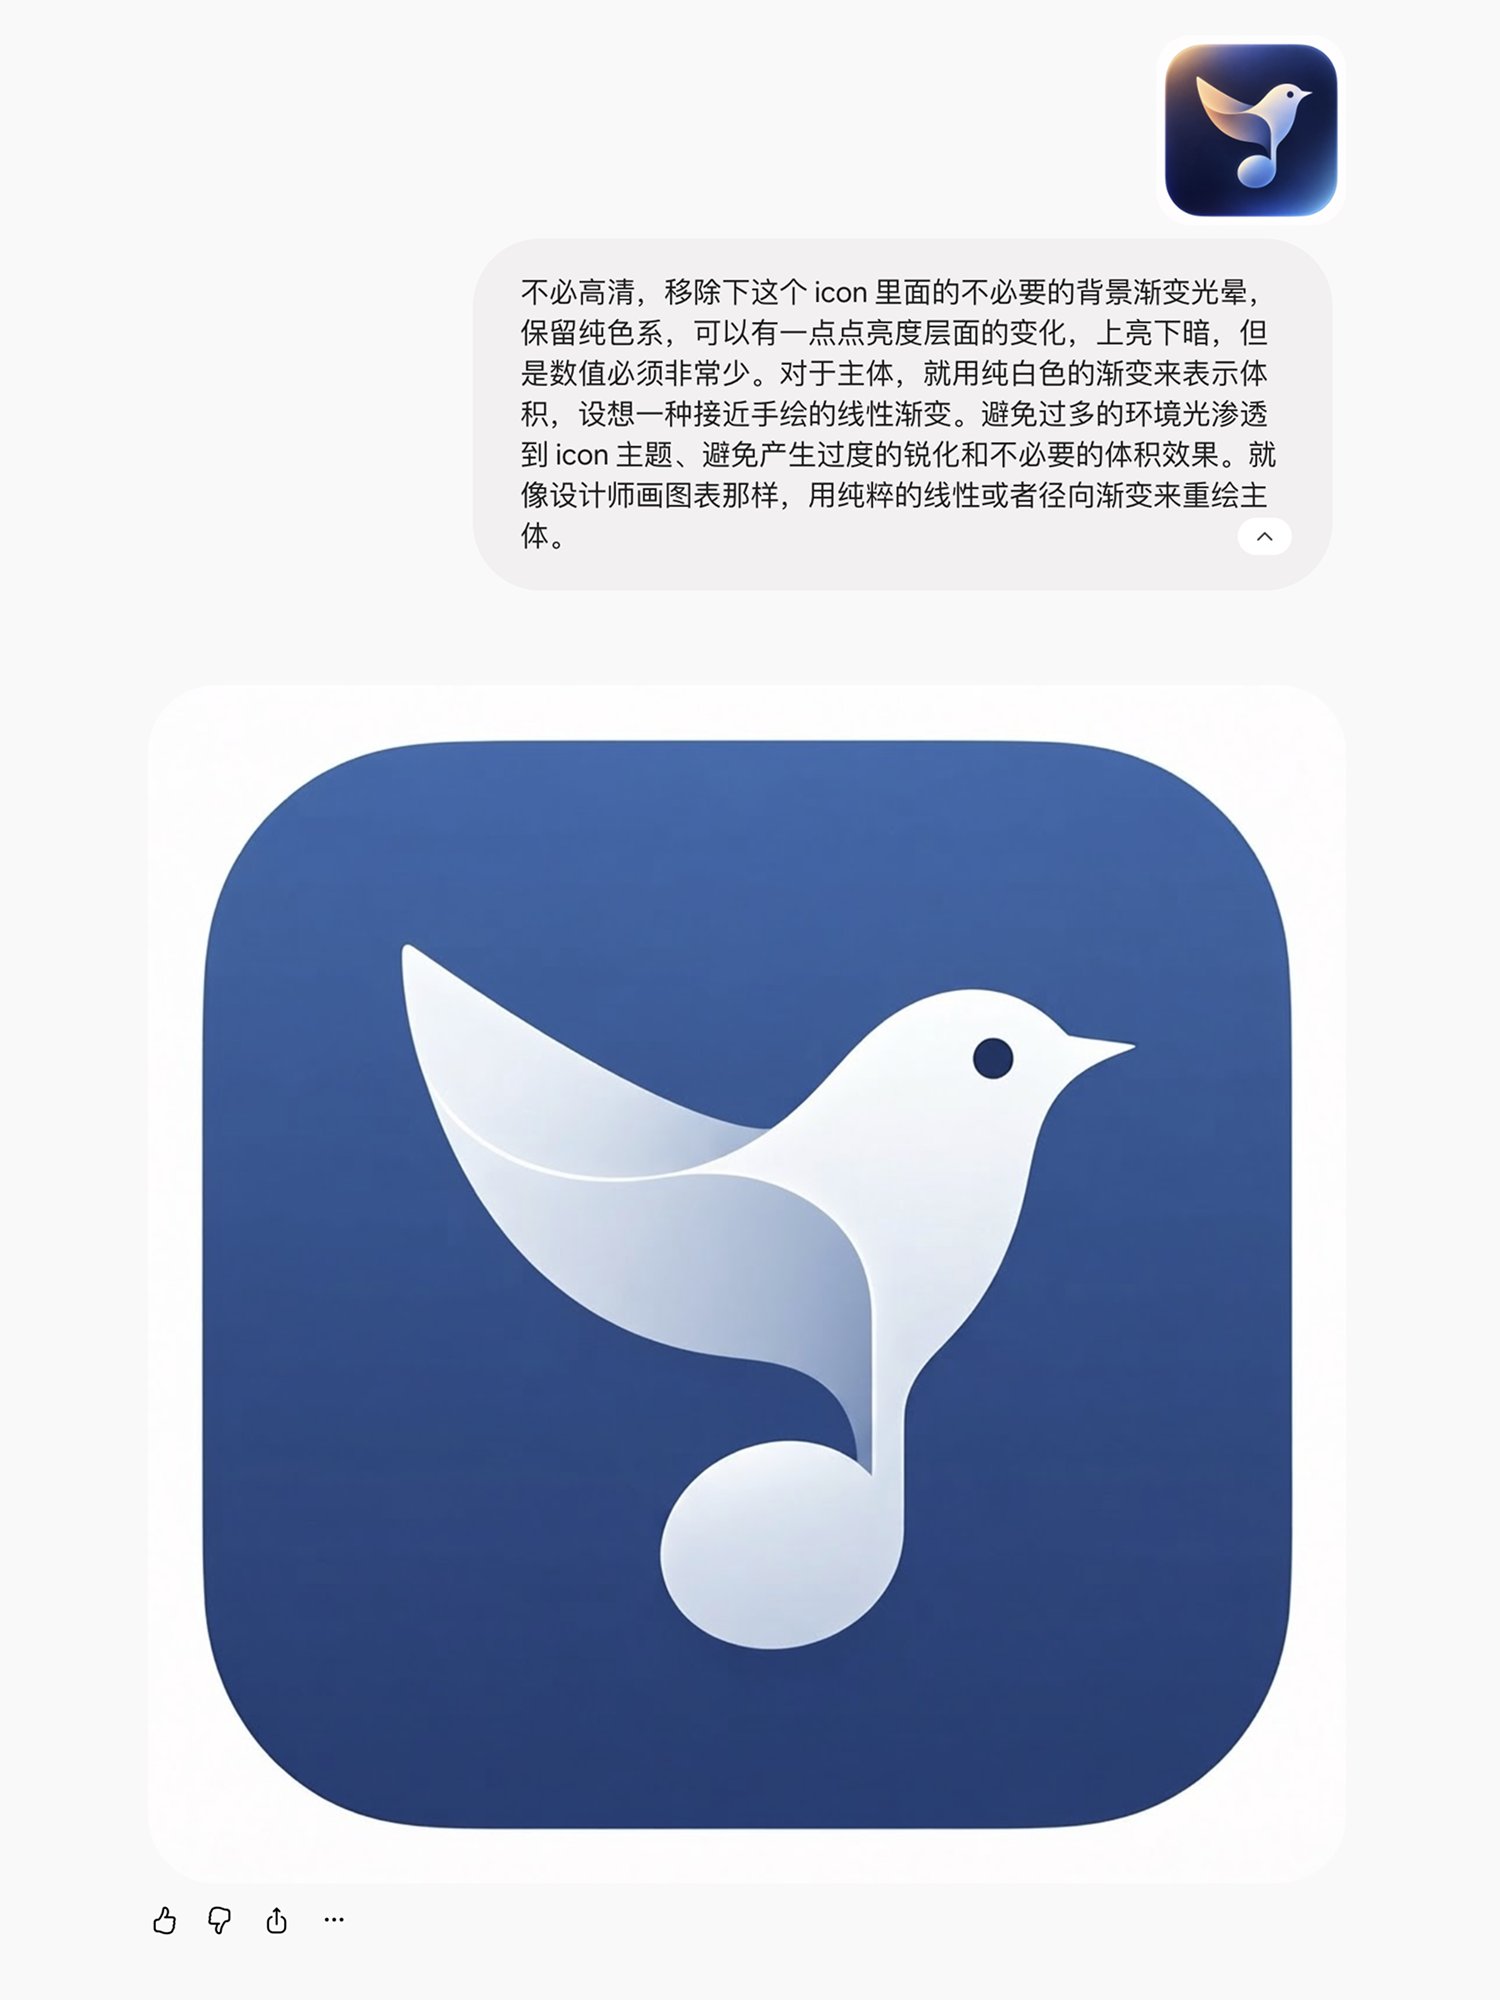 不必高清，移除下这个 icon 里面的不必要的背景渐变光晕，
保留纯色系，可以有一点点亮度层面的变化，上亮下暗，但
是数值必须非常少。对于主体，就用纯白色的渐变来表示体
积，设想一种接近手绘的线性渐变。避免过多的环境光渗透
到 icon 主题、避免产生过度的锐化和不必要的体积效果。就
像设计师画图表那样，用纯粹的线性或者径向渐变来重绘主
体。